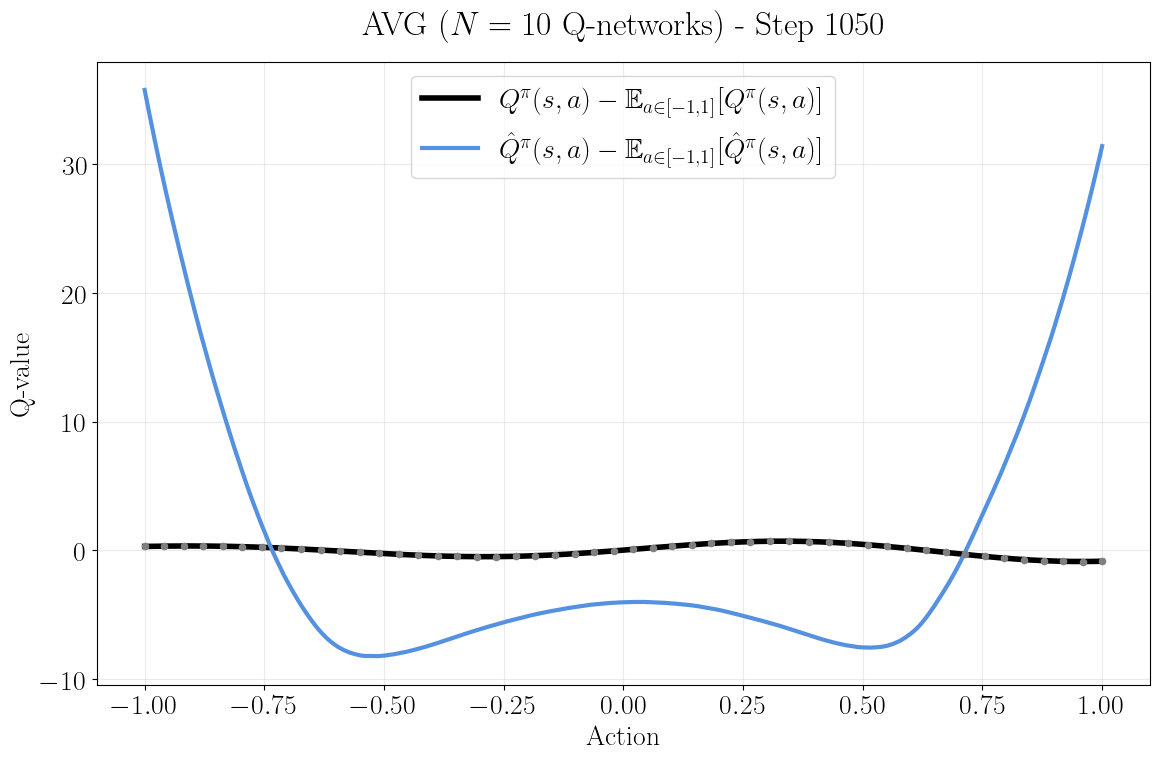 AVG (N = 10 Q-networks) - Step 1050
Q^π(s, a) − 𝔼_{a∈[−1,1]}[Q^π(s, a)]
Q̂^π(s, a) − 𝔼_{a∈[−1,1]}[Q̂^π(s, a)]
30
20
10
0
−10
Q-value
−1.00 −0.75 −0.50 −0.25 0.00 0.25 0.50 0.75 1.00
Action